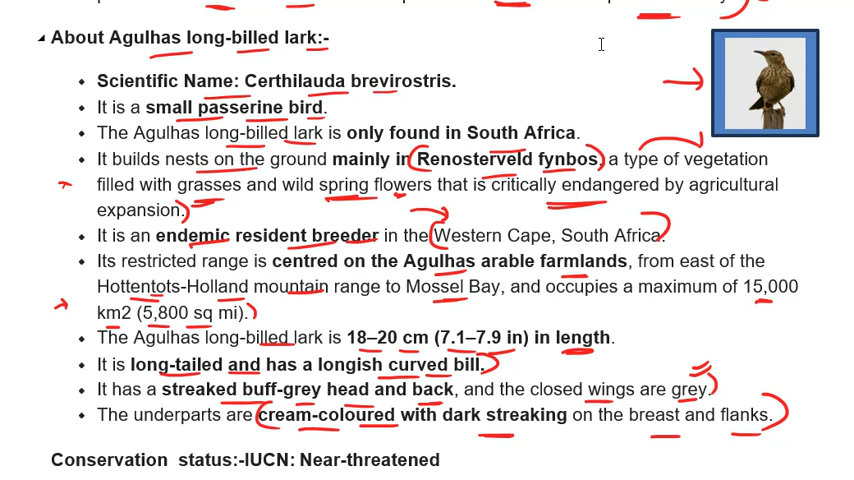 About Agulhas long-billed lark:-
Scientific Name: Certhilauda brevirostris.
It is a small passerine bird.
The Agulhas long-billed lark is only found in South Africa.
It builds nests on the ground mainly in Renosterveld fynbos, a type of vegetation
filled with grasses and wild spring flowers that is critically endangered by agricultural
expansion.
It is an endemic resident breeder in the Western Cape, South Africa.
Its restricted range is centred on the Agulhas arable farmlands, from east of the
Hottentots-Holland mountain range to Mossel Bay, and occupies a maximum of 15,000
km2 (5,800 sq mi).
The Agulhas long-billed lark is 18–20 cm (7.1–7.9 in) in length.
It is long-tailed and has a longish curved bill.
It has a streaked buff-grey head and back, and the closed wings are grey.
The underparts are cream-coloured with dark streaking on the breast and flanks.
Conservation status:-IUCN: Near-threatened